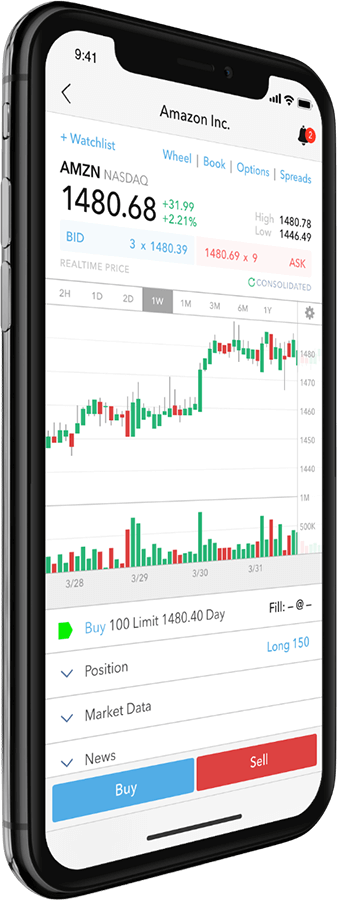 9:41
Amazon Inc.
2
+ Watchlist
Wheel | Book | Options | Spreads
AMZN NASDAQ
1480.68 +31.99 +2.21%
High 1480.78
Low 1446.49
BID 3 x 1480.39 1480.69 x 9 ASK
REALTIME PRICE CONSOLIDATED
2H 1D 2D 1W 1M 3M 6M 1Y
1480
1470
1460
1450
1440
1M
500K
3/28 3/29 3/30 3/31
Buy 100 Limit 1480.40 Day Fill: – @ –
Position Long 150
Market Data
News
Buy Sell